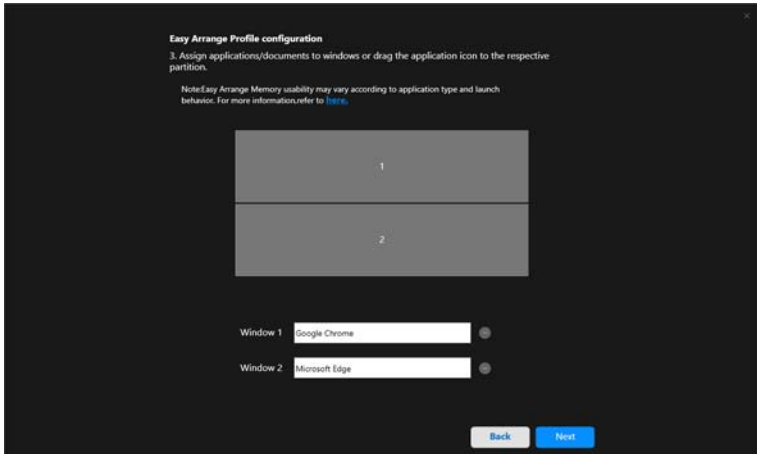 Easy Arrange Profile configuration
3. Assign applications/documents to windows or drag the application icon to the respective
partition.
Note:Easy Arrange Memory usability may vary according to application type and launch
behavior. For more information,refer to here.
1
2
Window 1 Google Chrome
Window 2 Microsoft Edge
Back Next